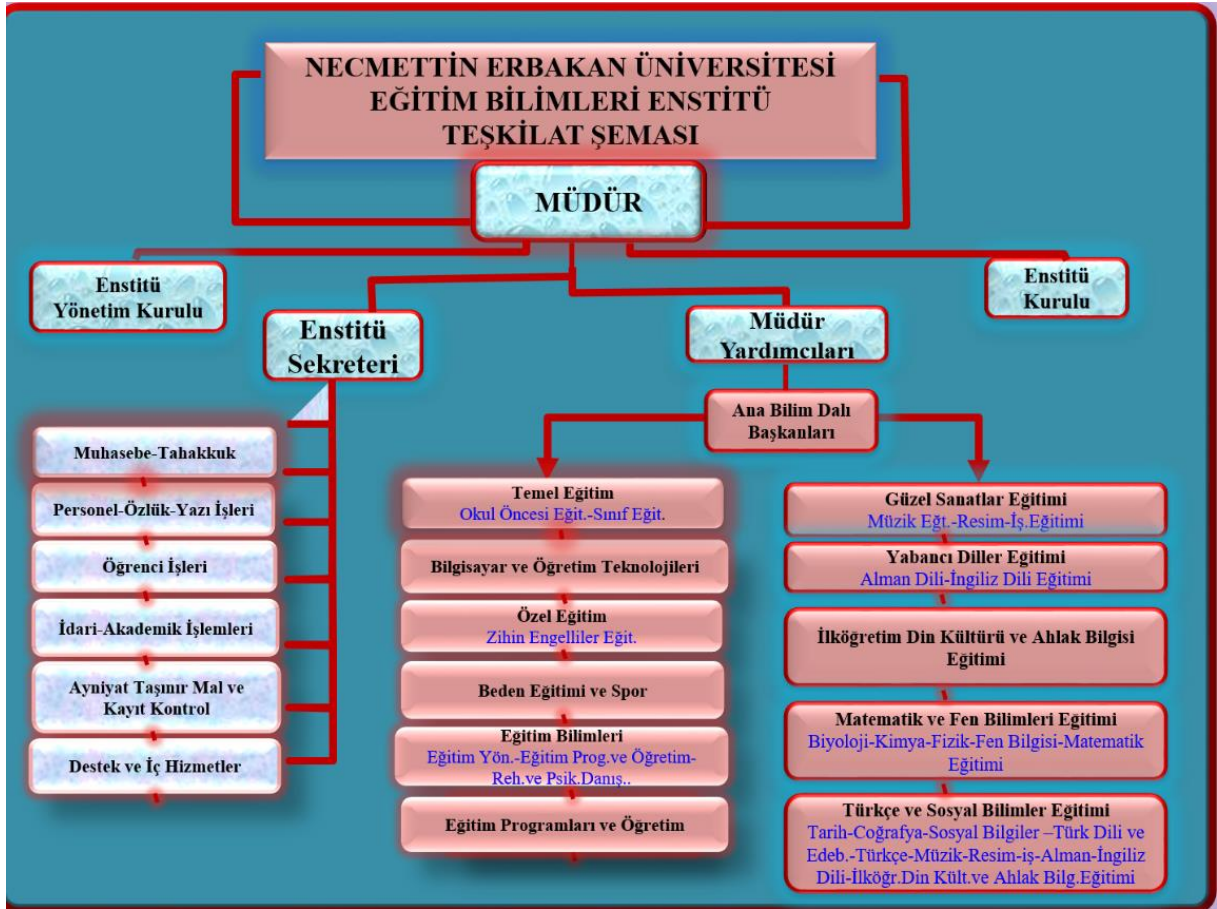 NECMETTİN ERBAKAN ÜNİVERSİTESİ
EĞİTİM BİLİMLERİ ENSTİTÜ
TEŞKİLAT ŞEMASI
MÜDÜR
Enstitü
Yönetim Kurulu
Enstitü
Kurulu
Enstitü
Sekreteri
Müdür
Yardımcıları
Ana Bilim Dalı
Başkanları
Muhasebe-Tahakkuk
Personel-Özlük-Yazı İşleri
Öğrenci İşleri
İdari-Akademik İşlemleri
Ayniyat Taşınır Mal ve
Kayıt Kontrol
Destek ve İç Hizmetler
Temel Eğitim
Okul Öncesi Eğit.-Sınıf Eğit.
Bilgisayar ve Öğretim Teknolojileri
Özel Eğitim
Zihin Engelliler Eğit.
Beden Eğitimi ve Spor
Eğitim Bilimleri
Eğitim Yön.-Eğitim Prog.ve Öğretim-
Reh.ve Psik.Danış..
Eğitim Programları ve Öğretim
Güzel Sanatlar Eğitimi
Müzik Eğt.-Resim-İş.Eğitimi
Yabancı Diller Eğitimi
Alman Dili-İngiliz Dili Eğitimi
İlköğretim Din Kültürü ve Ahlak Bilgisi
Eğitimi
Matematik ve Fen Bilimleri Eğitimi
Biyoloji-Kimya-Fizik-Fen Bilgisi-Matematik
Eğitimi
Türkçe ve Sosyal Bilimler Eğitimi
Tarih-Coğrafya-Sosyal Bilgiler –Türk Dili ve
Edeb.-Türkçe-Müzik-Resim-iş-Alman-İngiliz
Dili-İlköğr.Din Kült.ve Ahlak Bilg.Eğitimi